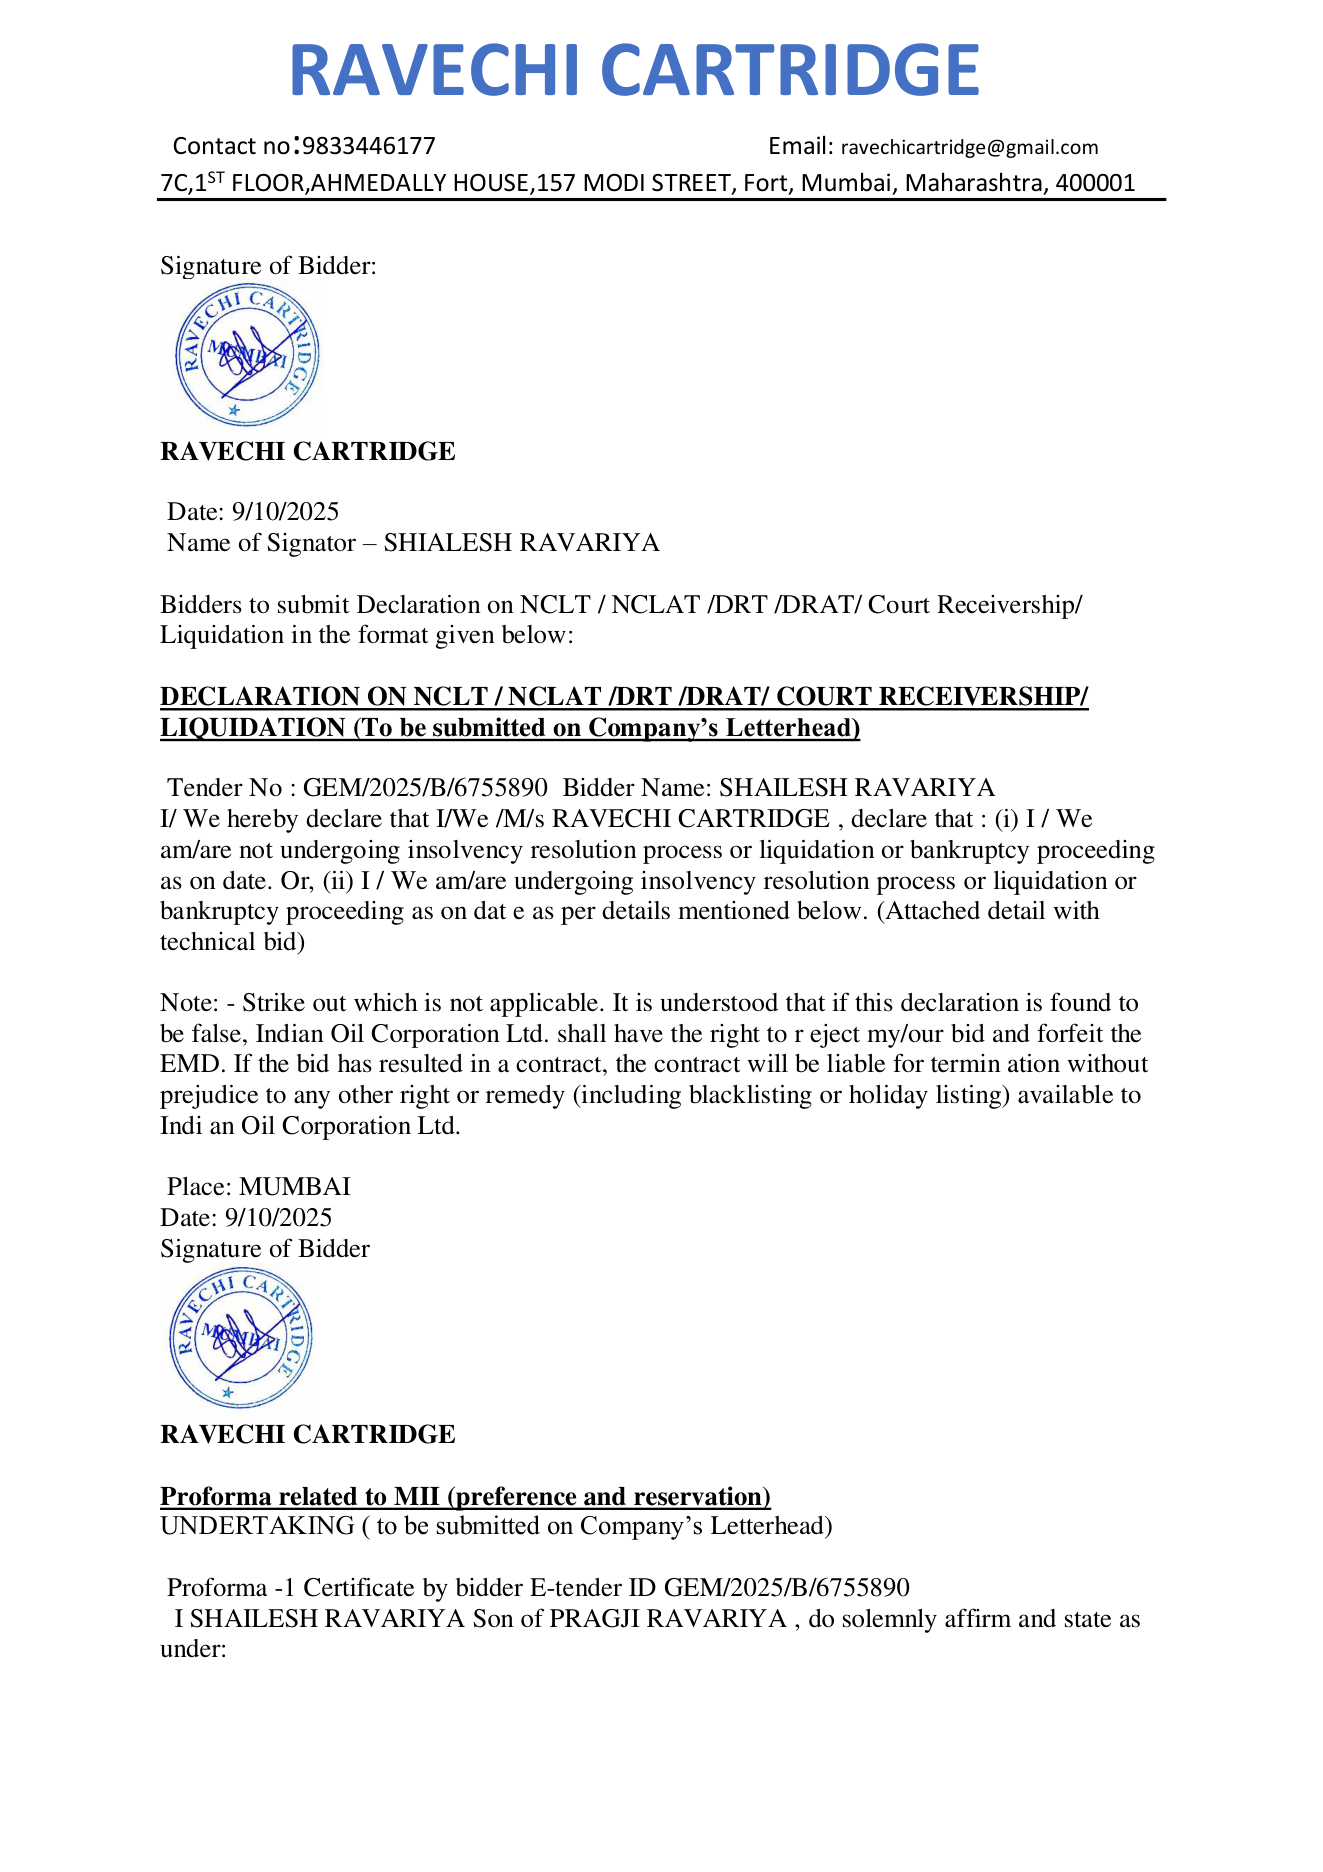 RAVECHI CARTRIDGE
Contact no:9833446177 Email: ravechicartridge@gmail.com
7C,1ST FLOOR,AHMEDALLY HOUSE,157 MODI STREET, Fort, Mumbai, Maharashtra, 400001
Signature of Bidder:
RAVECHI CARTRIDGE
MUMBAI
RAVECHI CARTRIDGE
Date: 9/10/2025
Name of Signator – SHIALESH RAVARIYA
Bidders to submit Declaration on NCLT / NCLAT /DRT /DRAT/ Court Receivership/
Liquidation in the format given below:
DECLARATION ON NCLT / NCLAT /DRT /DRAT/ COURT RECEIVERSHIP/
LIQUIDATION (To be submitted on Company’s Letterhead)
Tender No : GEM/2025/B/6755890 Bidder Name: SHAILESH RAVARIYA
I/ We hereby declare that I/We /M/s RAVECHI CARTRIDGE , declare that : (i) I / We
am/are not undergoing insolvency resolution process or liquidation or bankruptcy proceeding
as on date. Or, (ii) I / We am/are undergoing insolvency resolution process or liquidation or
bankruptcy proceeding as on dat e as per details mentioned below. (Attached detail with
technical bid)
Note: - Strike out which is not applicable. It is understood that if this declaration is found to
be false, Indian Oil Corporation Ltd. shall have the right to r eject my/our bid and forfeit the
EMD. If the bid has resulted in a contract, the contract will be liable for termin ation without
prejudice to any other right or remedy (including blacklisting or holiday listing) available to
Indi an Oil Corporation Ltd.
Place: MUMBAI
Date: 9/10/2025
Signature of Bidder
RAVECHI CARTRIDGE
MUMBAI
RAVECHI CARTRIDGE
Proforma related to MII (preference and reservation)
UNDERTAKING ( to be submitted on Company’s Letterhead)
Proforma -1 Certificate by bidder E-tender ID GEM/2025/B/6755890
I SHAILESH RAVARIYA Son of PRAGJI RAVARIYA , do solemnly affirm and state as
under: